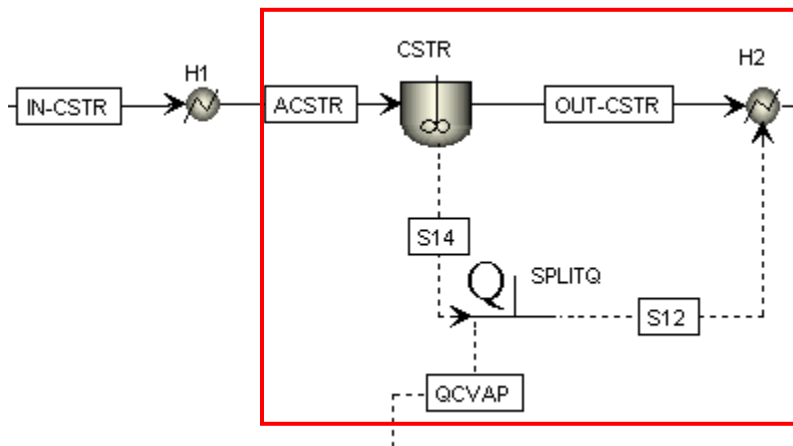 CSTR
H2
H1
IN-CSTR
ACSTR
OUT-CSTR
S14
Q
SPLITQ
S12
QCVAP